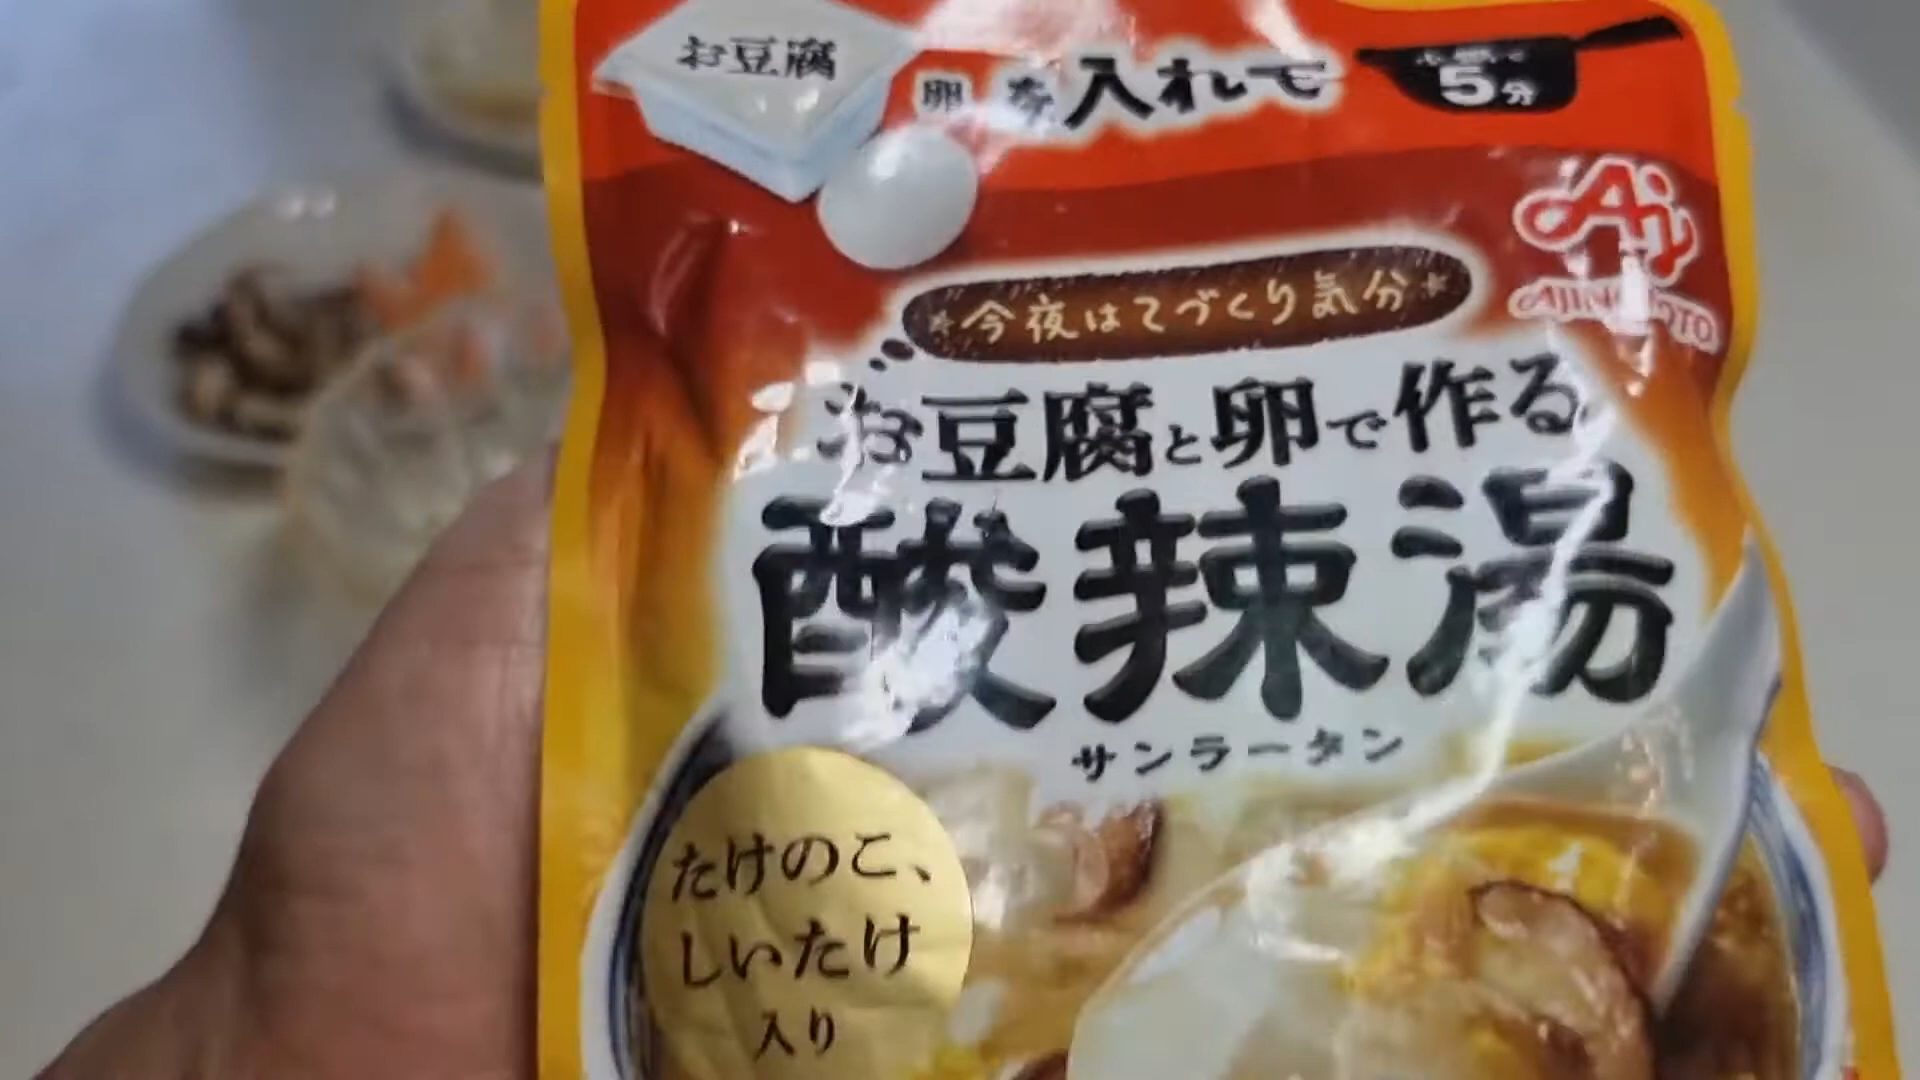 お豆腐
卵を入れて
5分
Aji
AJINOMOTO
今夜はてづくり気分
お豆腐と卵で作る
酸辣湯
サンラータン
たけのこ、
しいたけ
入り